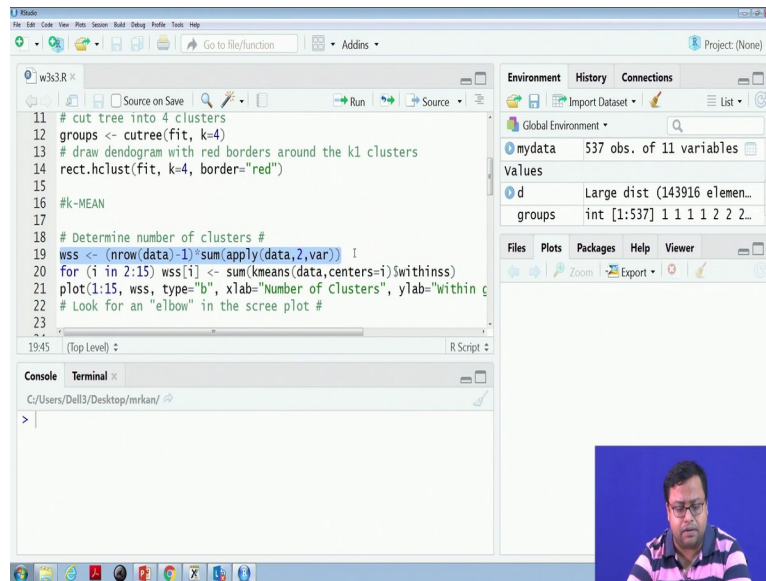 RStudio
File Edit Code View Plots Session Build Debug Profile Tools Help
Go to file/function
Addins
Project: (None)
w3s3.R
Source on Save
Run
Source
11 # cut tree into 4 clusters
12 groups <- cutree(fit, k=4)
13 # draw dendogram with red borders around the k1 clusters
14 rect.hclust(fit, k=4, border="red")
15
16 #k-MEAN
17
18 # Determine number of clusters #
19 wss <- (nrow(data)-1)*sum(apply(data,2,var))
20 for (i in 2:15) wss[i] <- sum(kmeans(data,centers=i)$withinss)
21 plot(1:15, wss, type="b", xlab="Number of Clusters", ylab="Within g
22 # Look for an "elbow" in the scree plot #
23
19:45 (Top Level) R Script
Console Terminal
C:/Users/Dell3/Desktop/mrkan/
>
Environment History Connections
Import Dataset List
Global Environment
mydata 537 obs. of 11 variables
Values
d Large dist (143916 elemen...
groups int [1:537] 1 1 1 1 2 2 2...
Files Plots Packages Help Viewer
Zoom Export